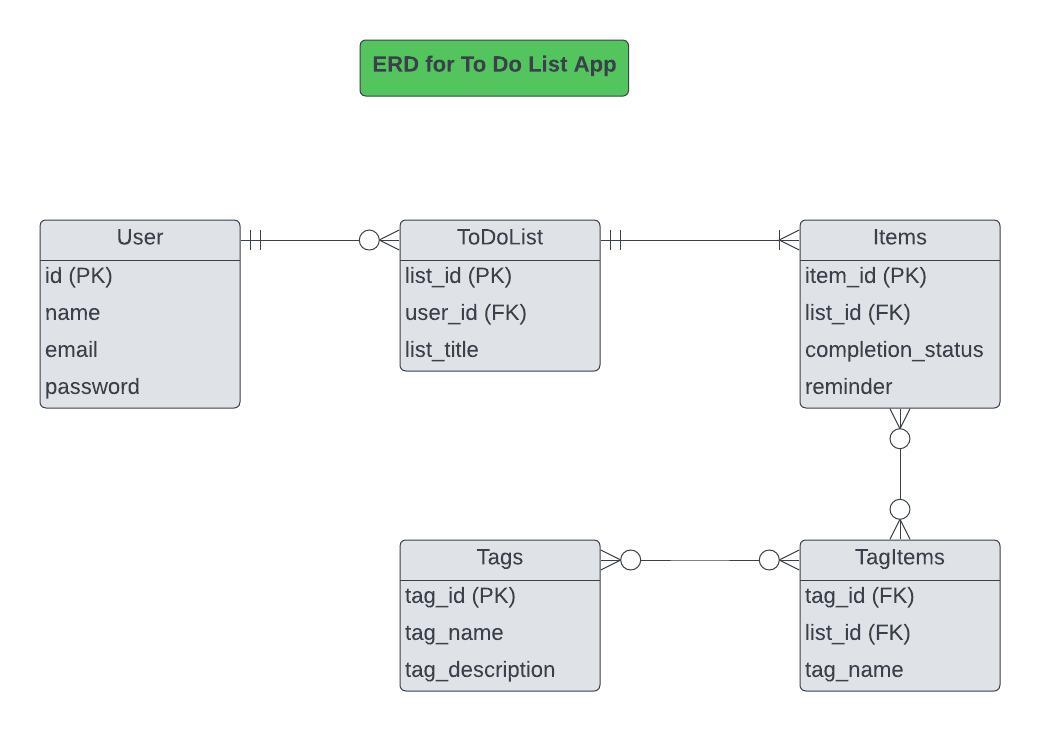 ERD for To Do List App
User
id (PK)
name
email
password
ToDoList
list_id (PK)
user_id (FK)
list_title
Items
item_id (PK)
list_id (FK)
completion_status
reminder
Tags
tag_id (PK)
tag_name
tag_description
TagItems
tag_id (FK)
list_id (FK)
tag_name